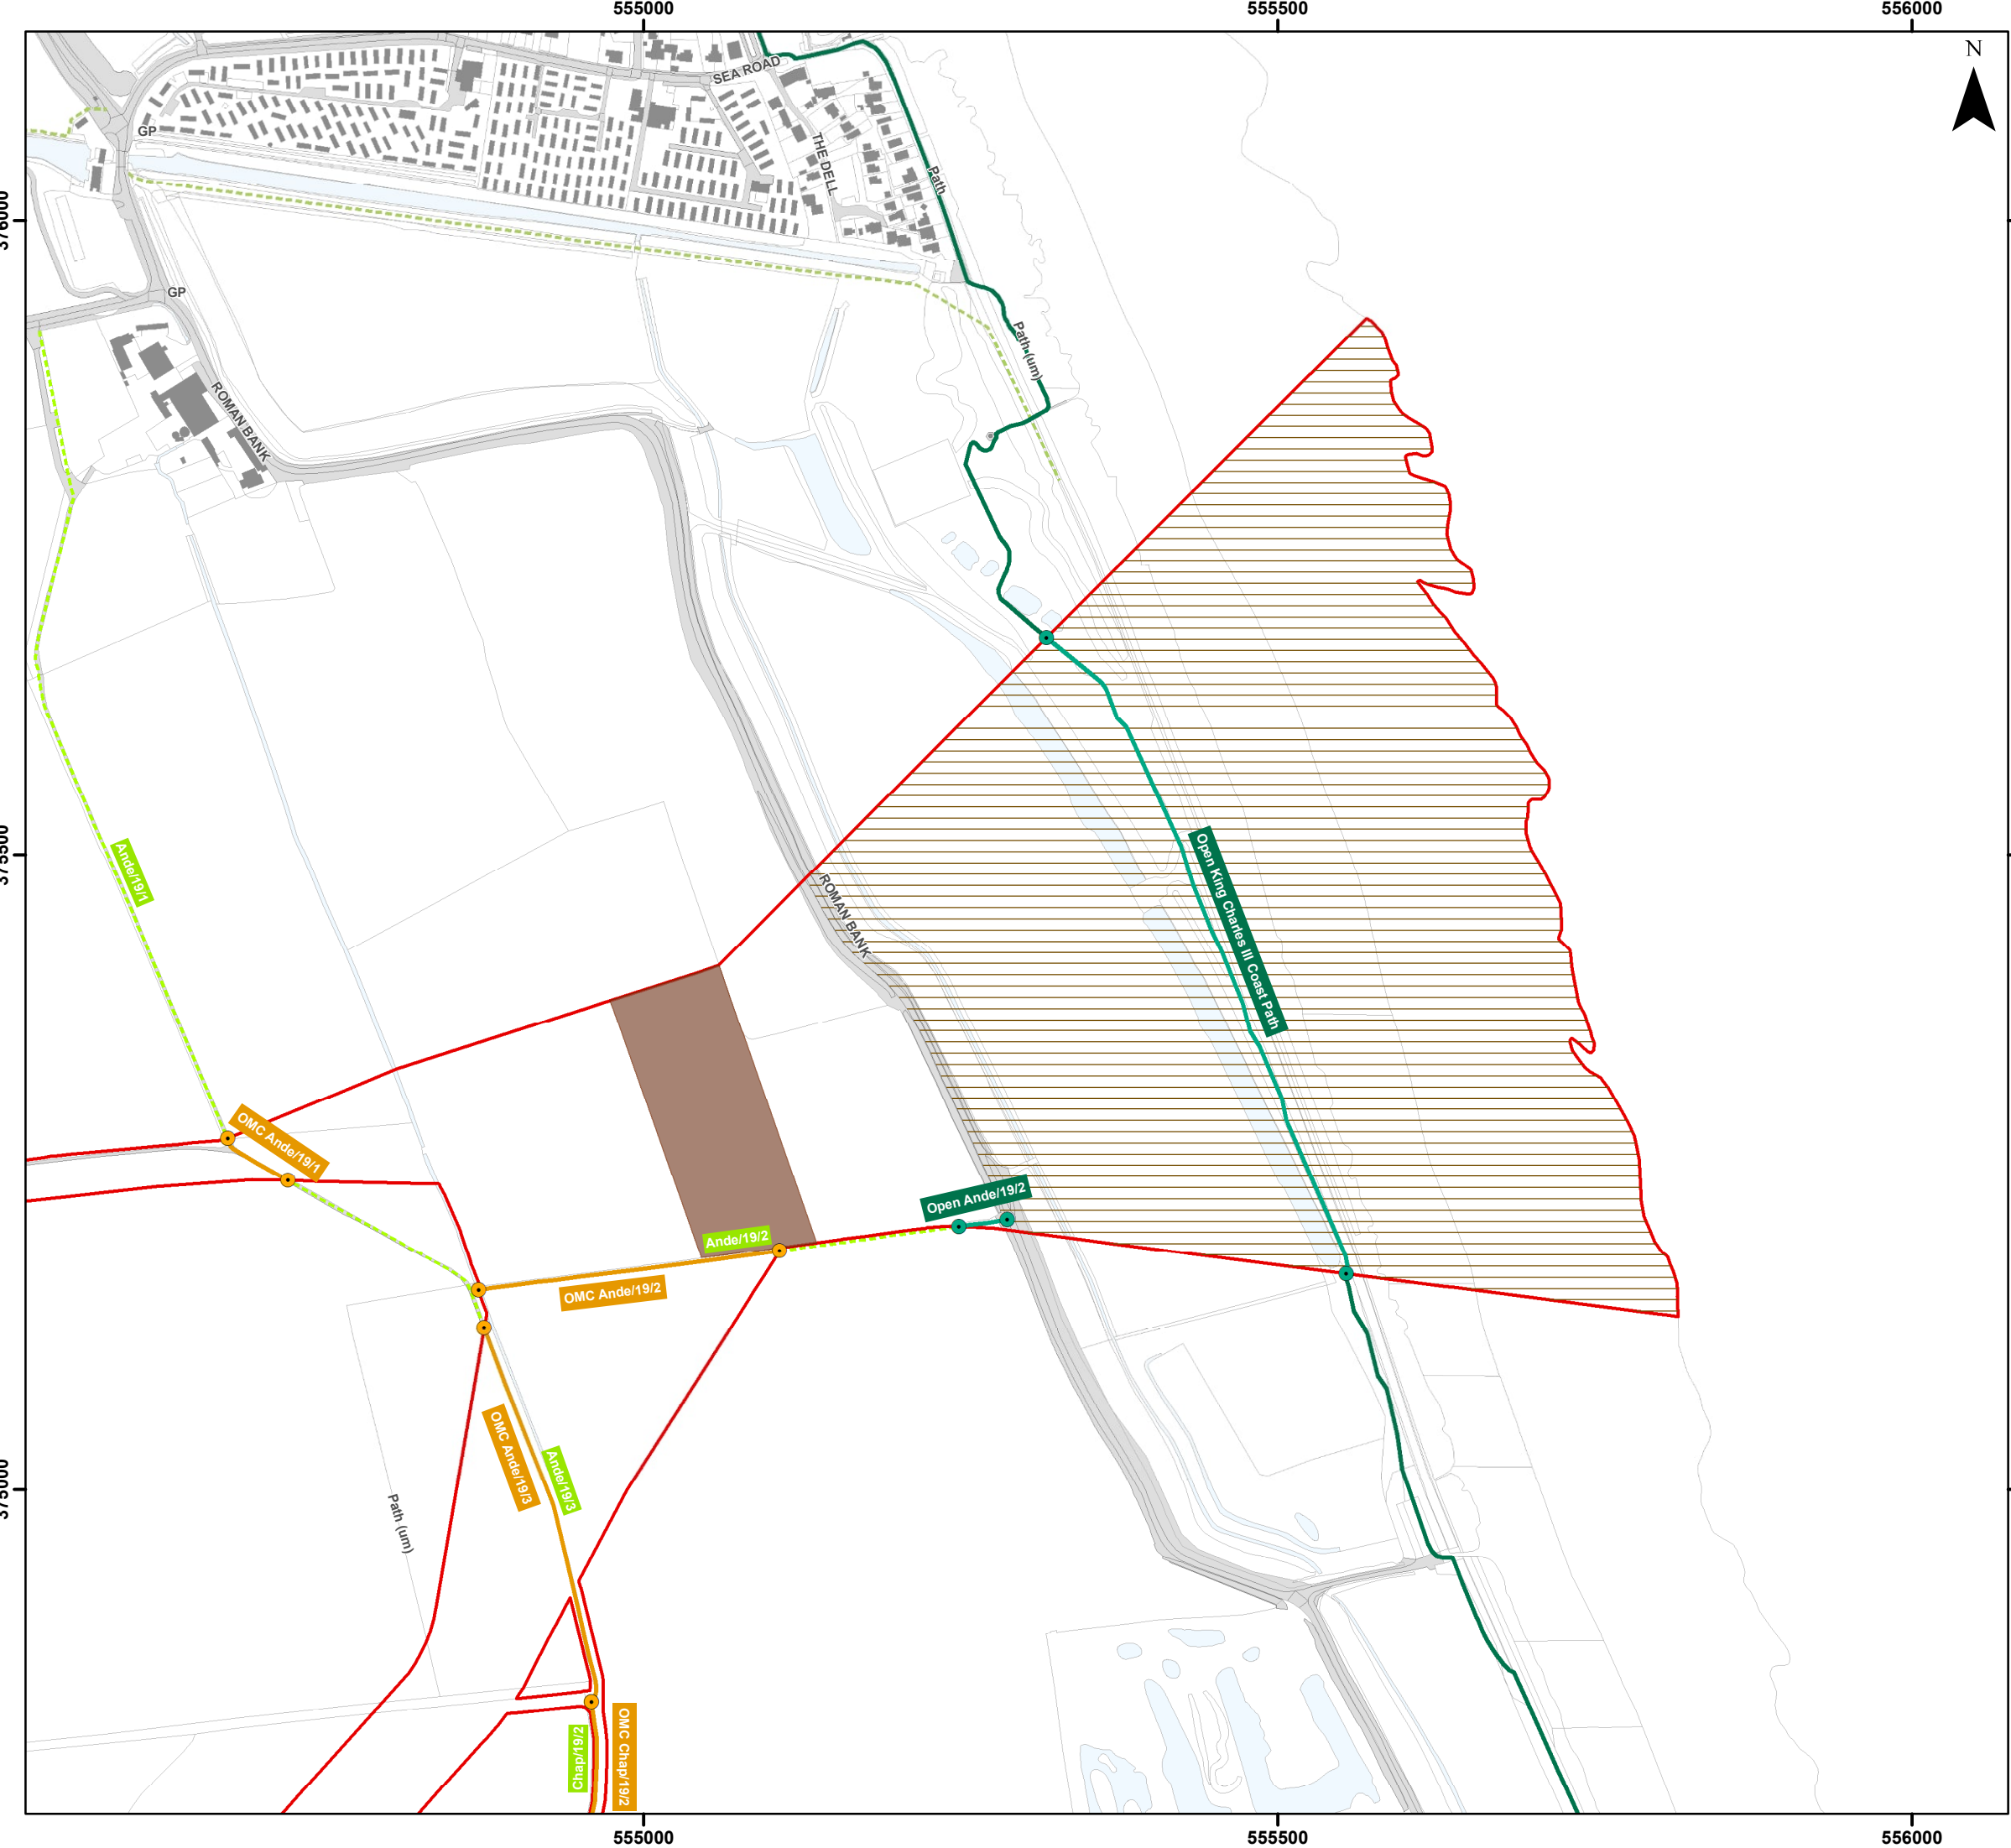 555000
555500
556000
N
SEA ROAD
GP
THE DELL
Path
376000
GP
Path (um)
ROMAN BANK
375500
Ande/19/1
Open King Charles III Coast Path
ROMAN BANK
OMC Ande/19/1
Open Ande/19/2
Ande/19/2
OMC Ande/19/2
OMC Ande/19/3
Ande/19/3
375000
Path (um)
Chap/19/2
OMC Chap/19/2
555000
555500
556000